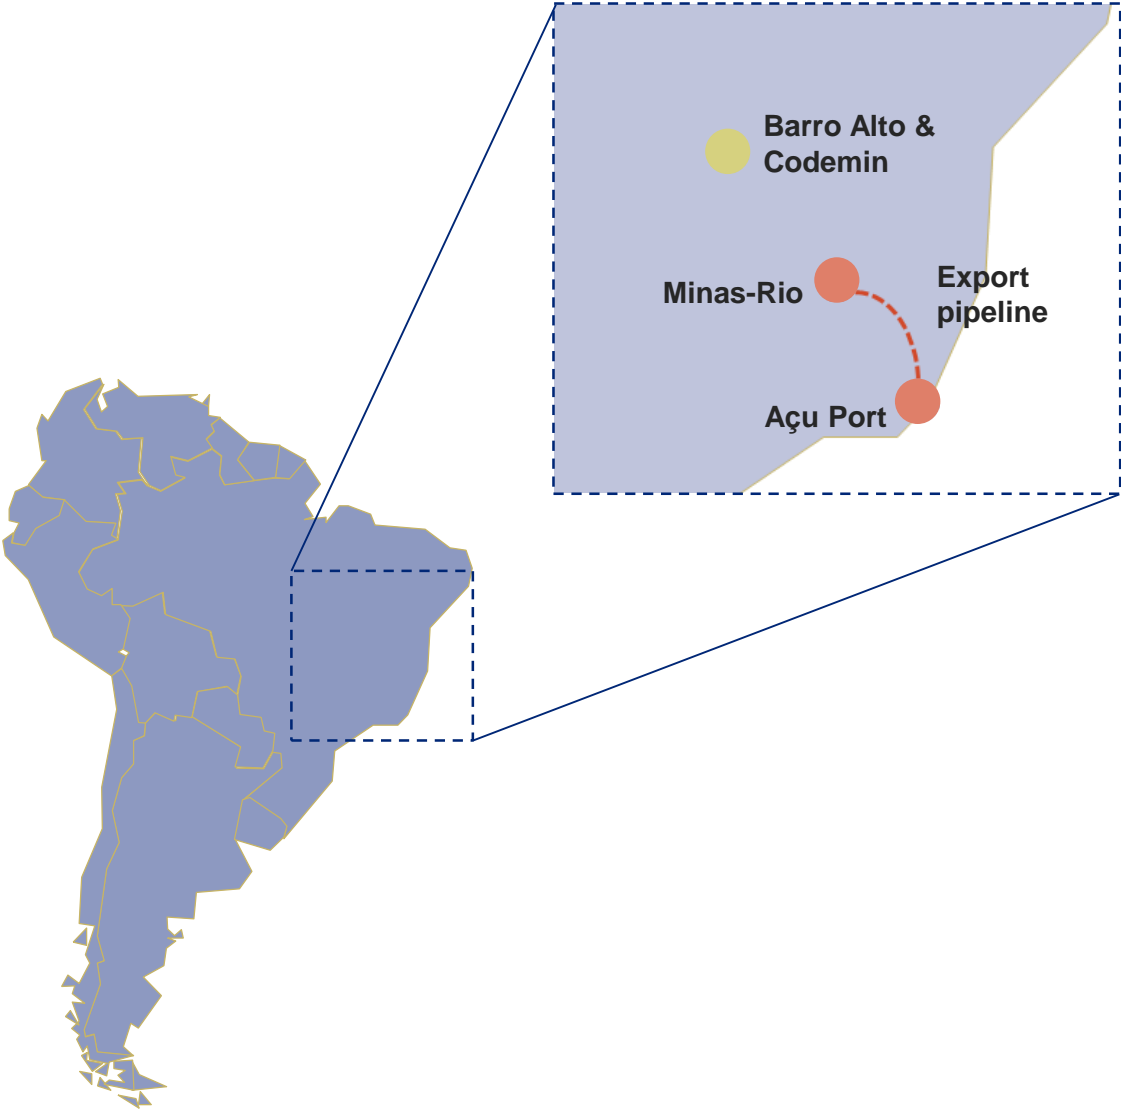 Barro Alto &
Codemin
Minas-Rio
Export
pipeline
Açu Port